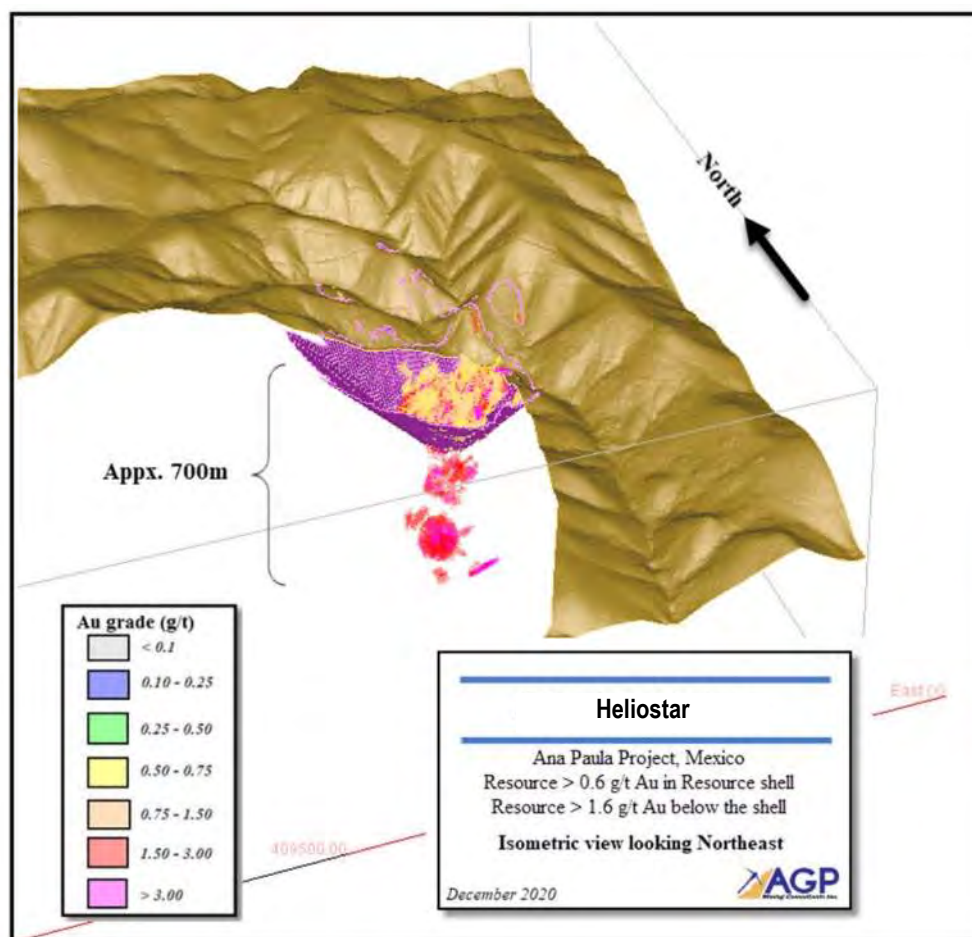 North
Appx. 700m
Au grade (g/t)
< 0.1
0.10 - 0.25
0.25 - 0.50
0.50 - 0.75
0.75 - 1.50
1.50 - 3.00
> 3.00
409500.00
East (X)
Heliostar
Ana Paula Project, Mexico
Resource > 0.6 g/t Au in Resource shell
Resource > 1.6 g/t Au below the shell
Isometric view looking Northeast
December 2020
AGP
Mining Consultants Inc.